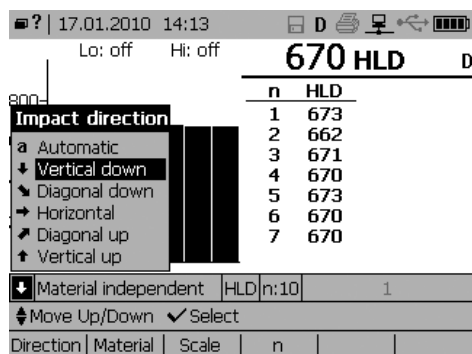 ? 17.01.2010 14:13 D
Lo: off Hi: off
670 HLD D
800
n HLD
1 673
2 662
3 671
4 670
5 673
6 670
7 670
Impact direction
a Automatic
Vertical down
Diagonal down
Horizontal
Diagonal up
Vertical up
Material independent HLD n:10 1
Move Up/Down Select
Direction Material Scale n